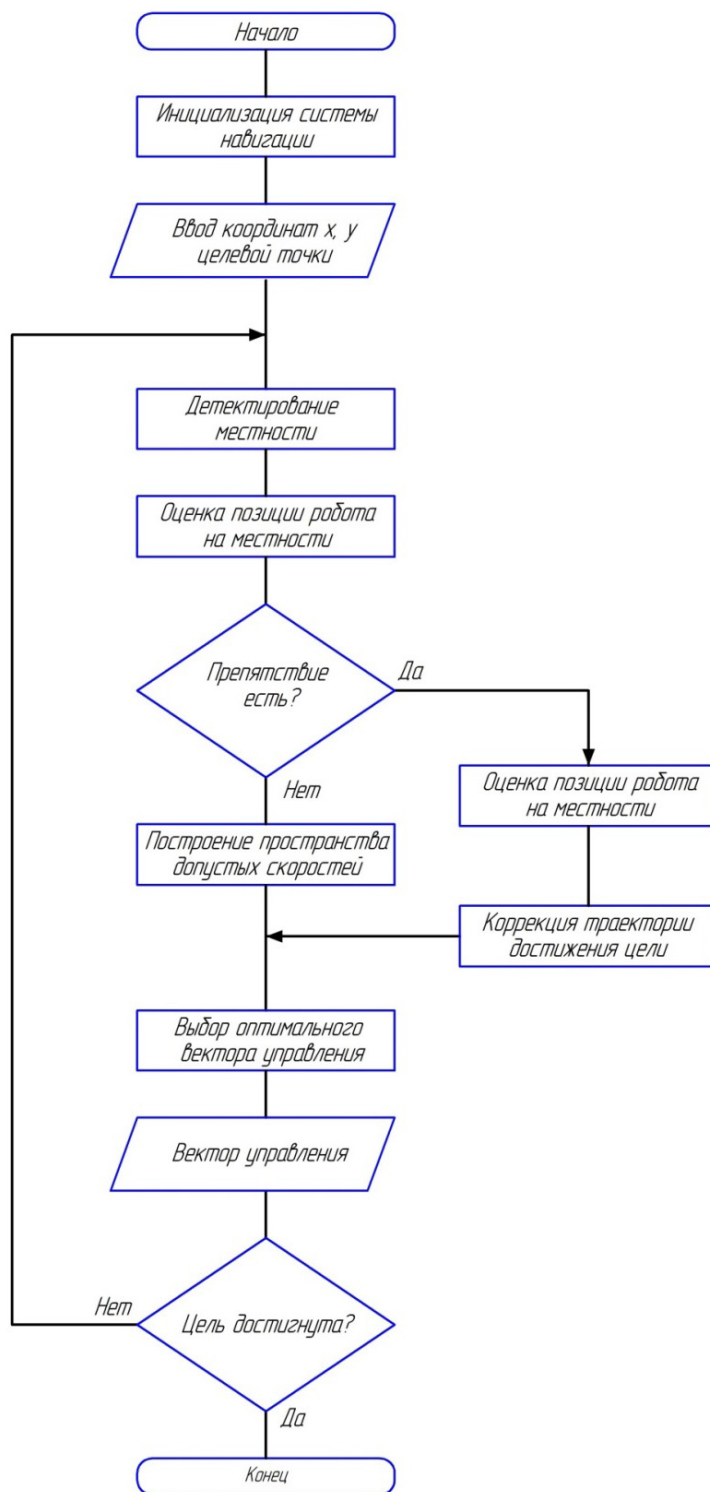 Начало
Инициализация системы
навигации
Ввод координат x, y
целевой точки
Детектирование
местности
Оценка позиции робота
на местности
Препятствие
есть?
Да
Нет
Оценка позиции робота
на местности
Построение пространства
допустых скоростей
Коррекция траектории
достижения цели
Выбор оптимального
вектора управления
Вектор управления
Нет
Цель достигнута?
Да
Конец